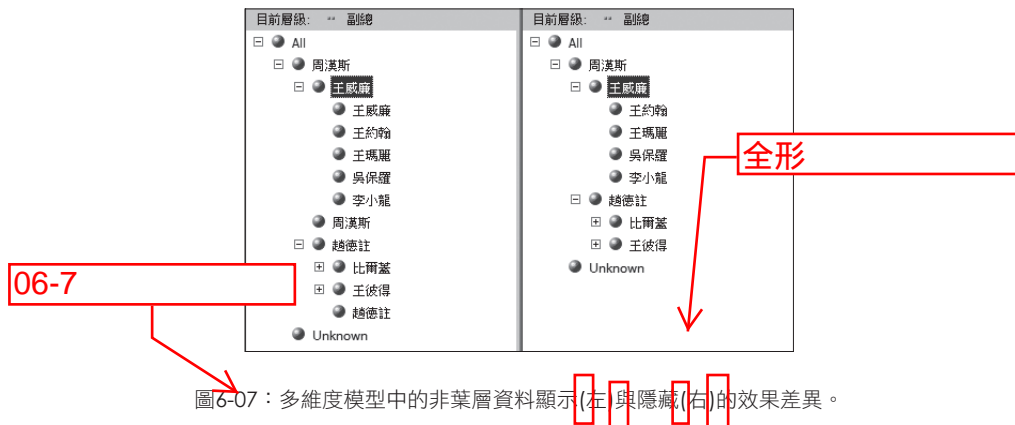 目前層級: ** 副總
All
周漢斯
王威廉
王威廉
王約翰
王瑪麗
吳保羅
李小龍
周漢斯
趙德註
比爾蓋
王彼得
趙德註
Unknown
目前層級: ** 副總
All
周漢斯
王威廉
王約翰
王瑪麗
吳保羅
李小龍
趙德註
比爾蓋
王彼得
Unknown
全形
06-7
圖6-07：多維度模型中的非葉層資料顯示(左)與隱藏(右)的效果差異。